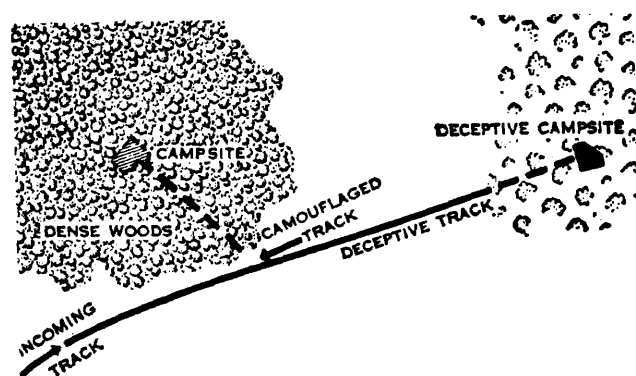 DECEPTIVE CAMPSITE
CAMPSITE
DENSE WOODS
CAMOUFLAGED
TRACK
DECEPTIVE TRACK
INCOMING
TRACK